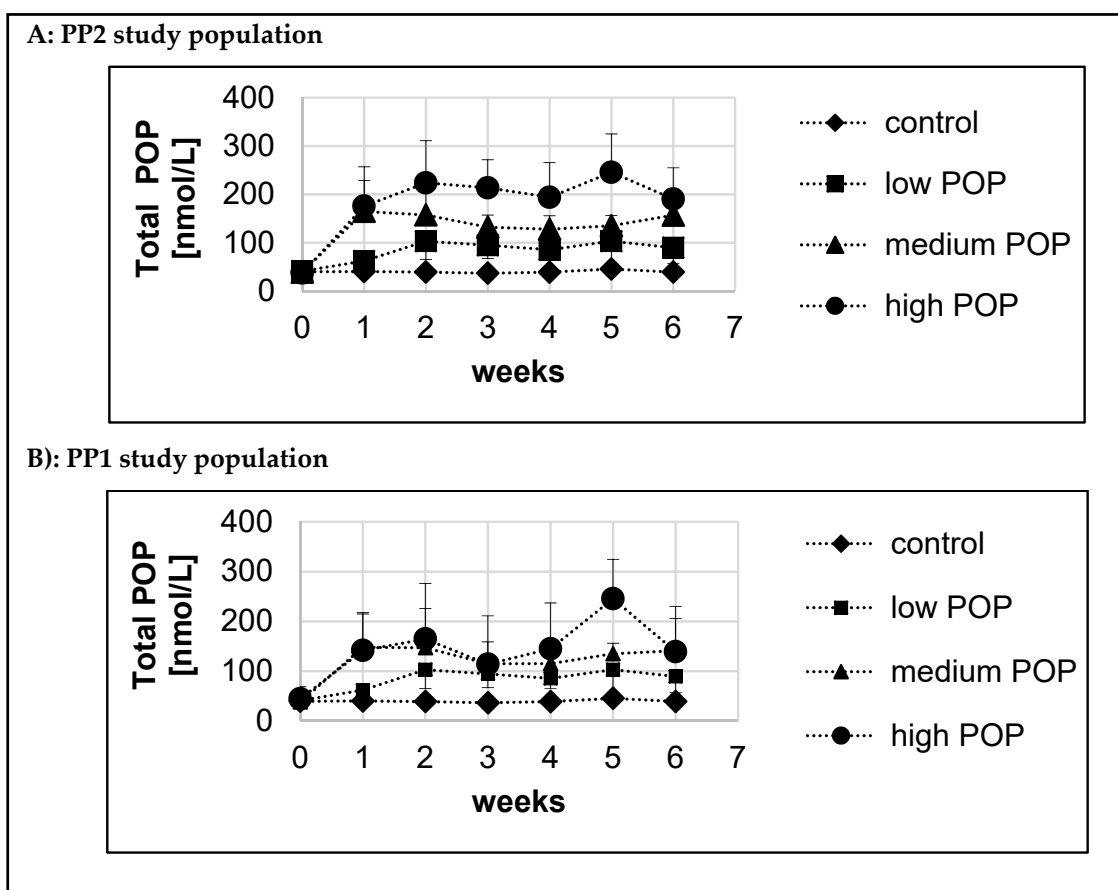 A: PP2 study population
Total POP
[nmol/L]
400
300
200
100
0
0 1 2 3 4 5 6 7
weeks
control
low POP
medium POP
high POP
B): PP1 study population
Total POP
[nmol/L]
400
300
200
100
0
0 1 2 3 4 5 6 7
weeks
control
low POP
medium POP
high POP